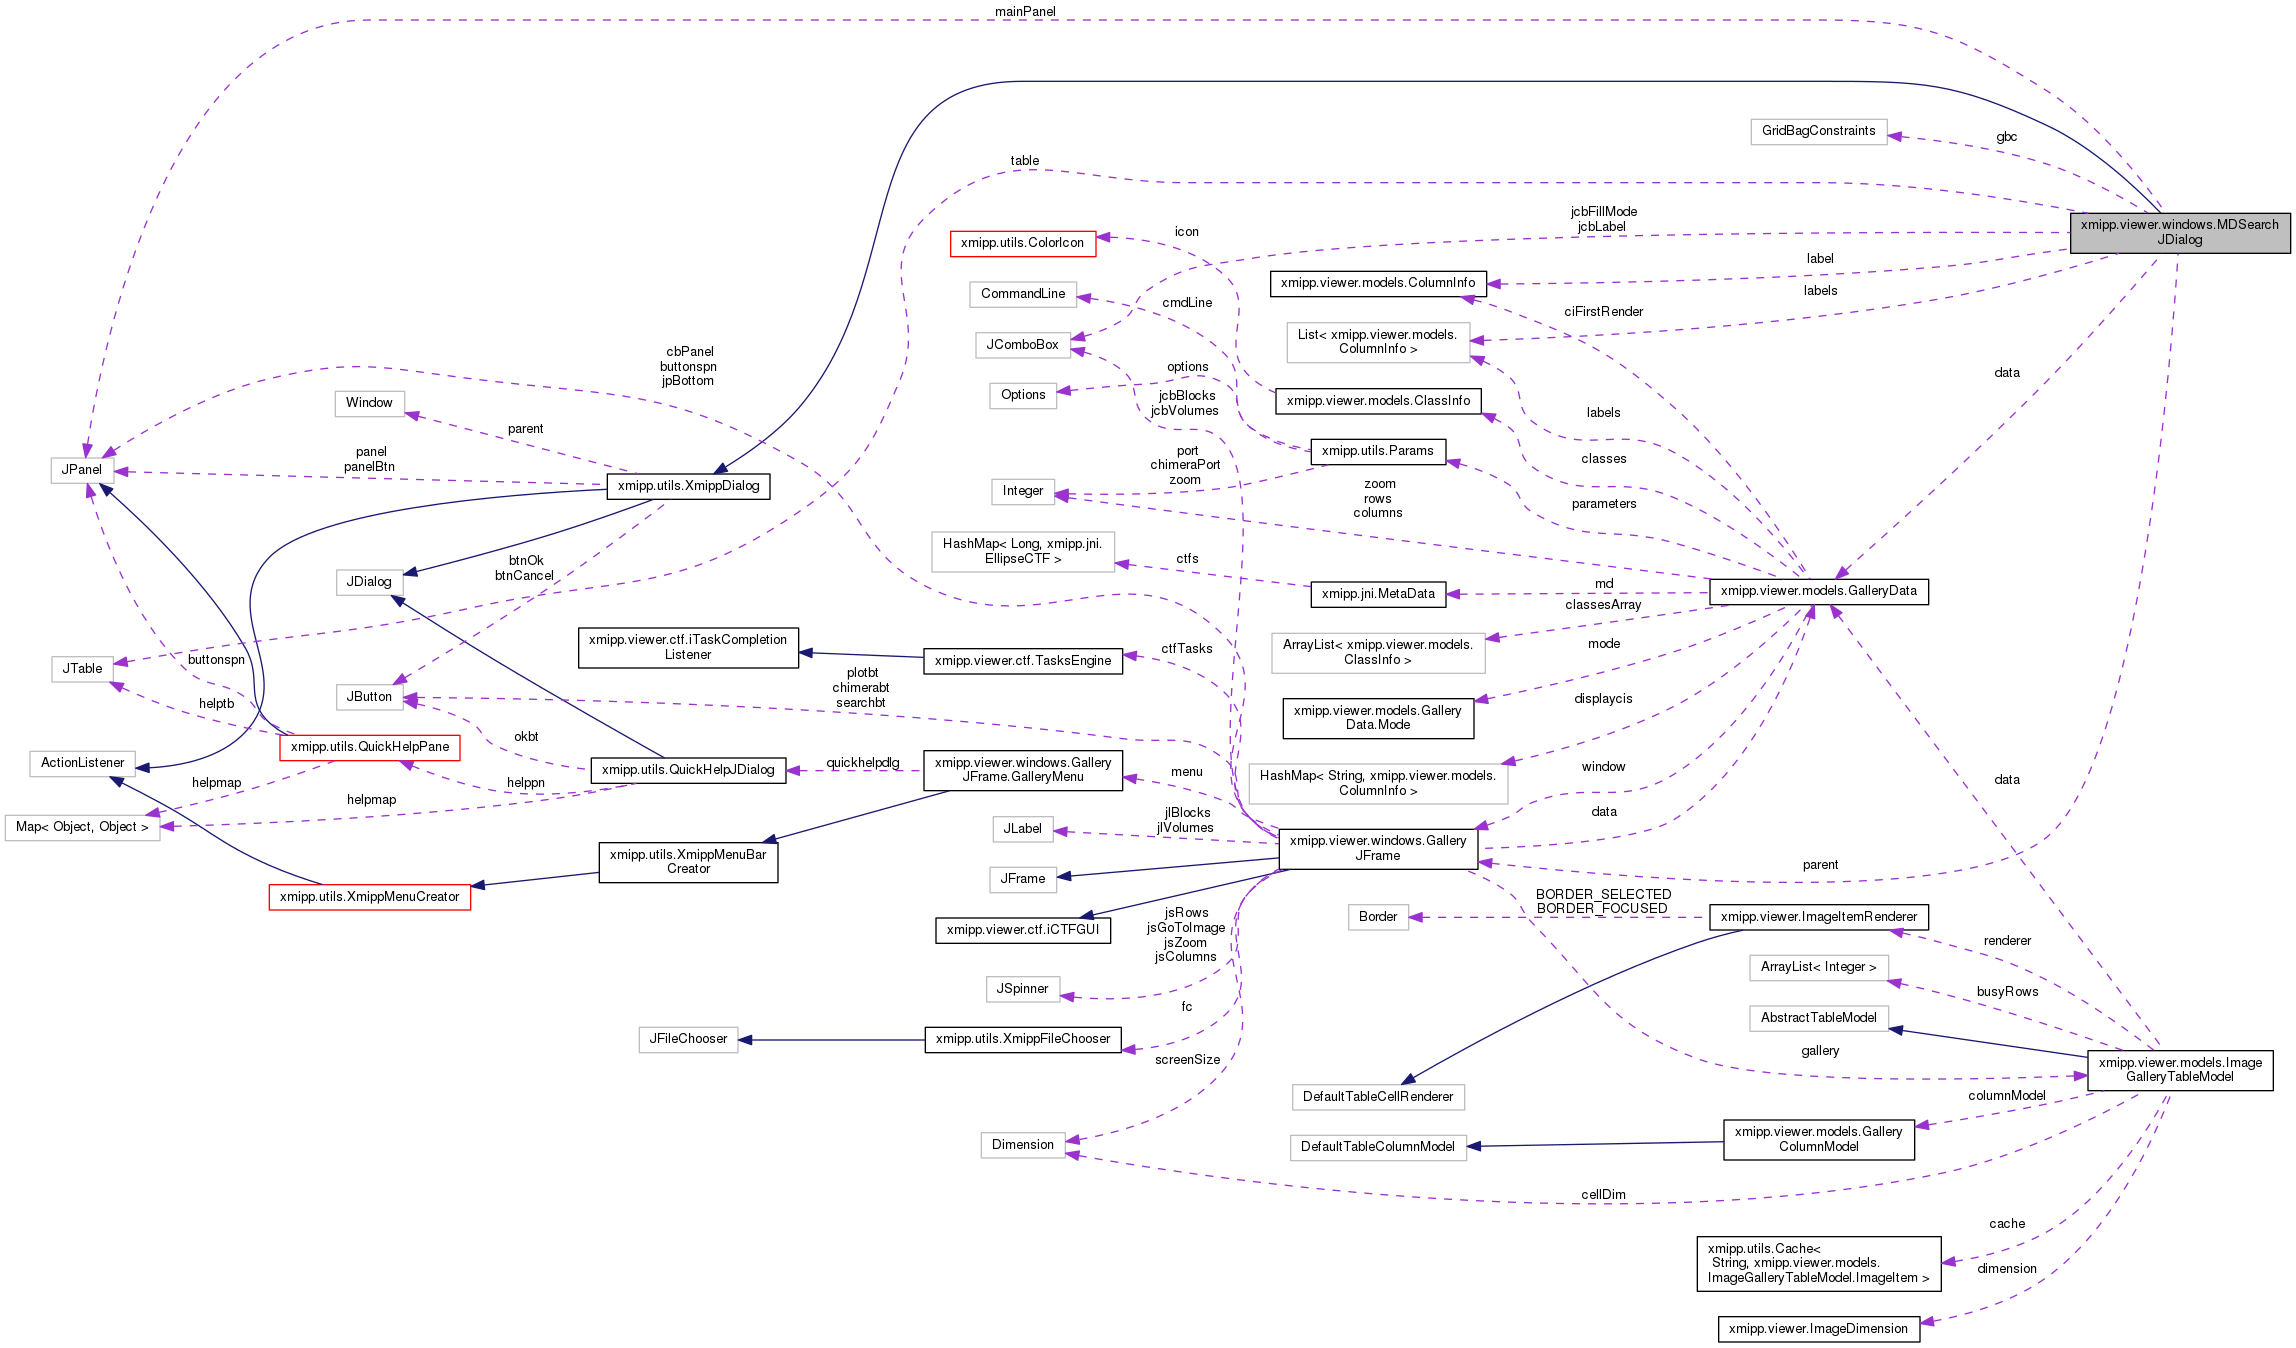 mainPanel
GridBagConstraints
gbc
table
jcbFillMode
jcbLabel
xmipp.viewer.windows.MDSearch
JDialog
icon
xmipp.utils.ColorIcon
label
xmipp.viewer.models.ColumnInfo
labels
CommandLine
cmdLine
ciFirstRender
List< xmipp.viewer.models.
ColumnInfo >
JComboBox
cbPanel
buttonspn
jpBottom
options
data
Options
Window
jcbBlocks
jcbVolumes
xmipp.viewer.models.ClassInfo
labels
parent
panel
panelBtn
JPanel
port
chimeraPort
zoom
xmipp.utils.Params
classes
xmipp.utils.XmippDialog
Integer
zoom
rows
columns
parameters
HashMap< Long, xmipp.jni.
EllipseCTF >
ctfs
btnOk
btnCancel
JDialog
xmipp.jni.MetaData
md
xmipp.viewer.models.GalleryData
classesArray
xmipp.viewer.ctf.iTaskCompletion
Listener
xmipp.viewer.ctf.TasksEngine
ctfTasks
ArrayList< xmipp.viewer.models.
ClassInfo >
mode
buttonspn
JTable
plotbt
chimerabt
searchbt
JButton
helptb
displaycis
xmipp.viewer.models.Gallery
Data.Mode
okbt
xmipp.utils.QuickHelpPane
ActionListener
quickhelpdlg
xmipp.viewer.windows.Gallery
JFrame.GalleryMenu
menu
window
HashMap< String, xmipp.viewer.models.
ColumnInfo >
xmipp.utils.QuickHelpJDialog
helpmap
helppn
data
helpmap
Map< Object, Object >
JLabel
jlBlocks
jlVolumes
data
xmipp.viewer.windows.Gallery
JFrame
parent
xmipp.utils.XmippMenuBar
Creator
JFrame
xmipp.utils.XmippMenuCreator
BORDER_SELECTED
BORDER_FOCUSED
Border
xmipp.viewer.ImageItemRenderer
xmipp.viewer.ctf.iCTFGUI
jsRows
jsGoToImage
jsZoom
jsColumns
renderer
ArrayList< Integer >
JSpinner
busyRows
fc
AbstractTableModel
JFileChooser
xmipp.utils.XmippFileChooser
gallery
screenSize
xmipp.viewer.models.Image
GalleryTableModel
DefaultTableCellRenderer
columnModel
Dimension
DefaultTableColumnModel
xmipp.viewer.models.Gallery
ColumnModel
cellDim
cache
xmipp.utils.Cache<
String, xmipp.viewer.models.
ImageGalleryTableModel.ImageItem >
dimension
xmipp.viewer.ImageDimension